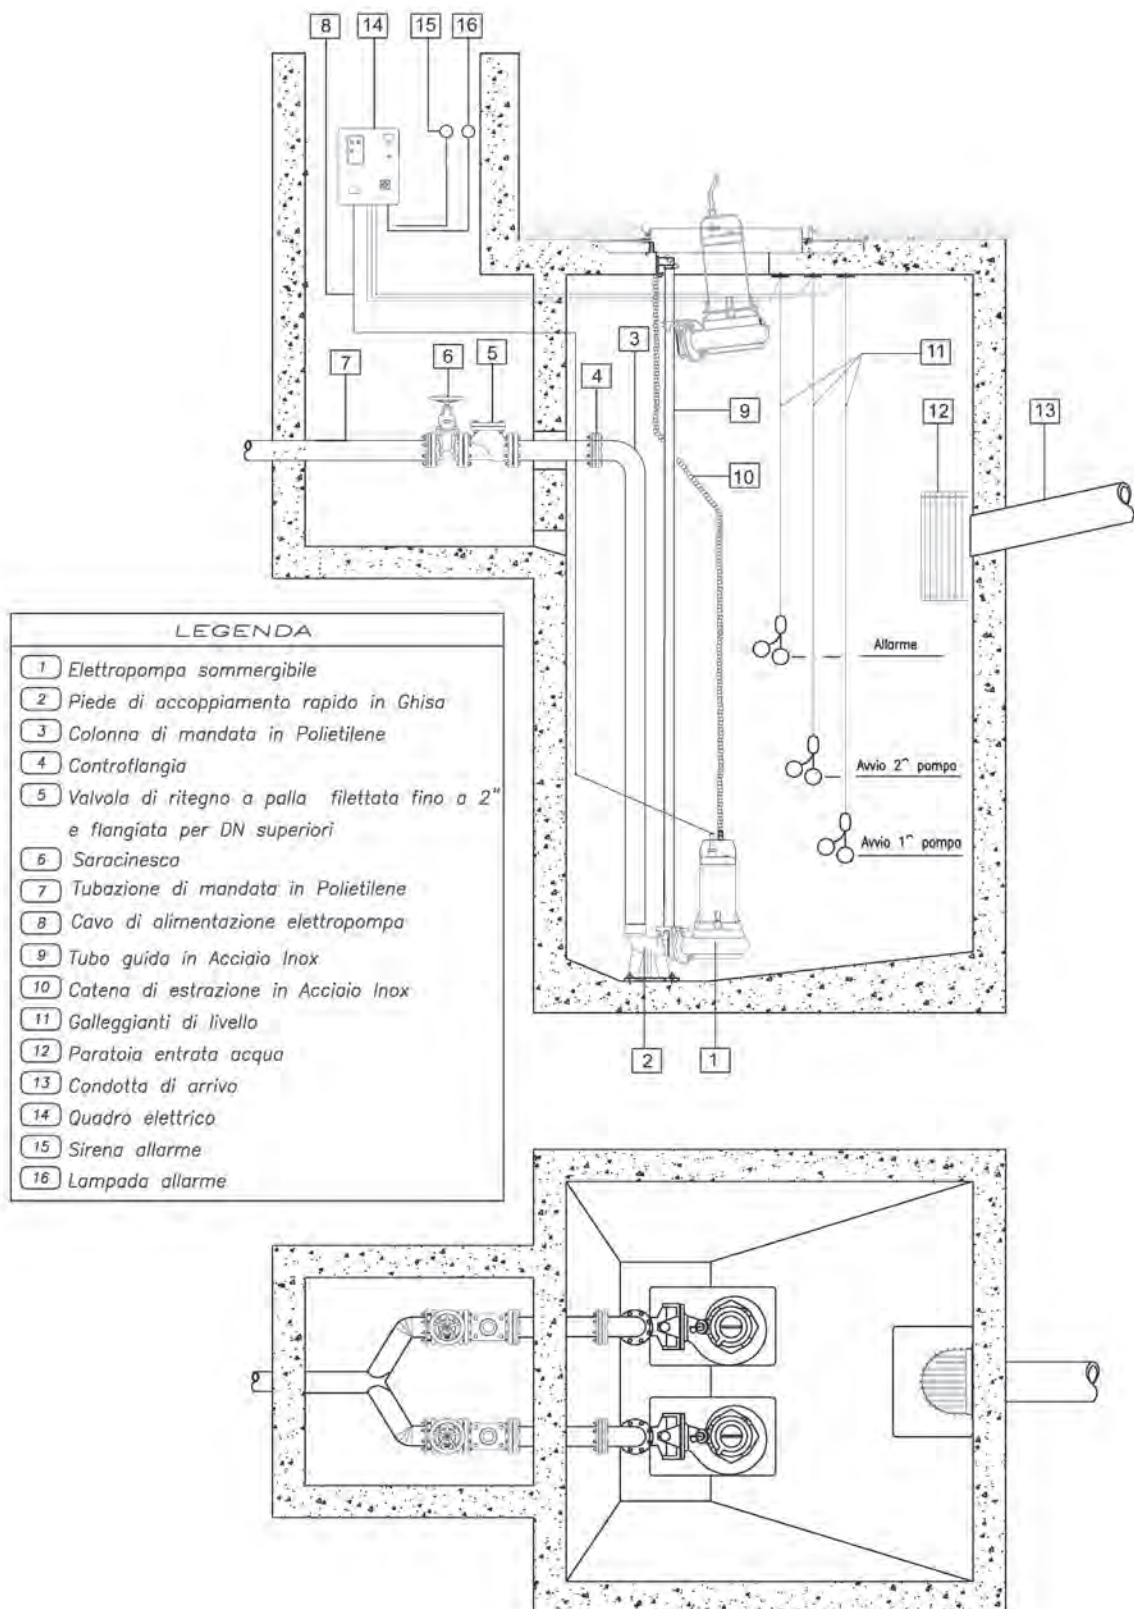 8 14 15 16
3
11
6 5
7
4
9 12 13
10
Allarme
Avvio 2^ pompa
Avvio 1^ pompa
2 1
LEGENDA
1 Elettropompa sommergibile
2 Piede di accoppiamento rapido in Ghisa
3 Colonna di mandata in Polietilene
4 Controflangia
5 Valvola di ritegno a palla filettata fino a 2"
e flangiata per DN superiori
6 Saracinesca
7 Tubazione di mandata in Polietilene
8 Cavo di alimentazione elettropompa
9 Tubo guida in Acciaio Inox
10 Catena di estrazione in Acciaio Inox
11 Galleggianti di livello
12 Paratoia entrata acqua
13 Condotta di arrivo
14 Quadro elettrico
15 Sirena allarme
16 Lampada allarme